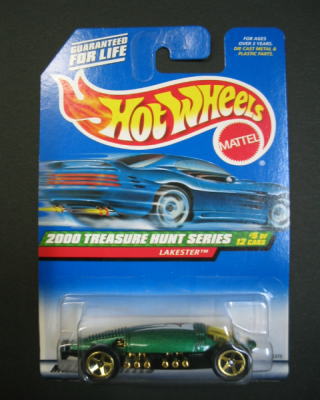 GUARANTEED
FOR LIFE
FOR AGES
OVER 3 YEARS.
DIE CAST METAL &
PLASTIC PARTS.
HOT WHEELS
MATTEL
2000 TREASURE HUNT SERIES
#5 OF
12 CARS
LAKESTER™